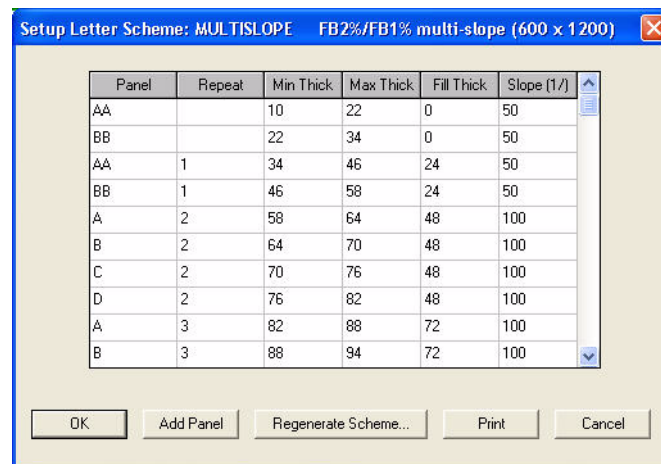 Setup Letter Scheme: MULTISLOPE FB2%/FB1% multi-slope (600 x 1200)
Panel Repeat Min Thick Max Thick Fill Thick Slope (1/)
AA 10 22 0 50
BB 22 34 0 50
AA 1 34 46 24 50
BB 1 46 58 24 50
A 2 58 64 48 100
B 2 64 70 48 100
C 2 70 76 48 100
D 2 76 82 48 100
A 3 82 88 72 100
B 3 88 94 72 100
OK Add Panel Regenerate Scheme... Print Cancel